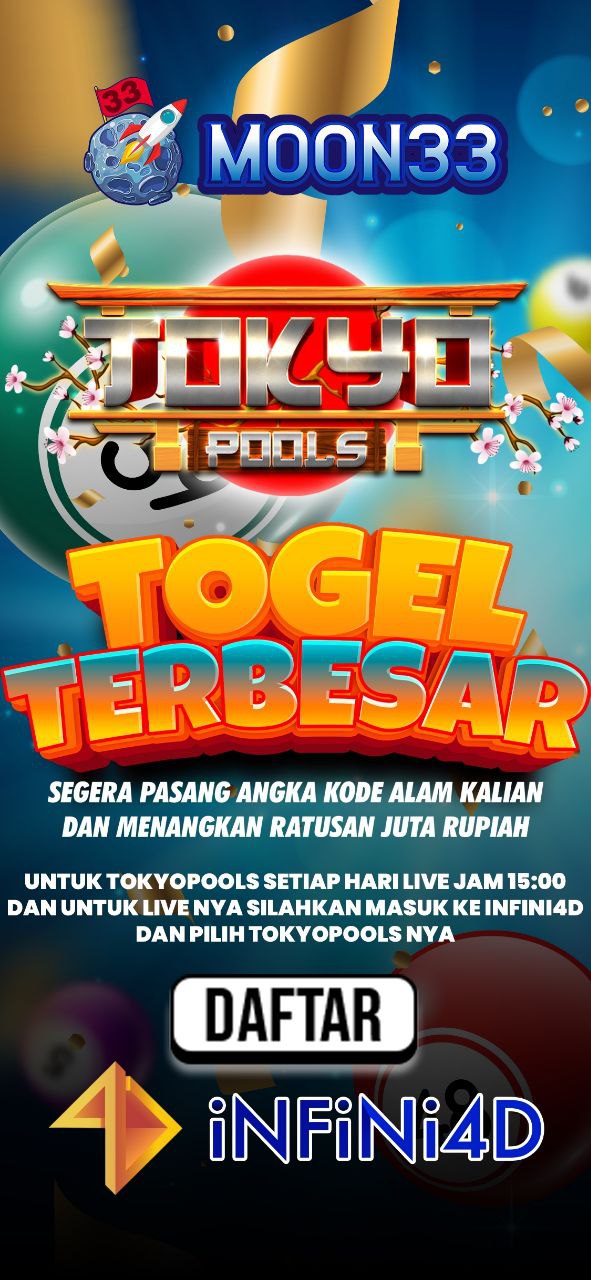 33
MOON33
TOKYO
POOLS
TOGEL
TERBESAR
SEGERA PASANG ANGKA KODE ALAM KALIAN
DAN MENANGKAN RATUSAN JUTA RUPIAH
UNTUK TOKYOPOOLS SETIAP HARI LIVE JAM 15:00
DAN UNTUK LIVE NYA SILAHKAN MASUK KE INFINI4D
DAN PILIH TOKYOPOOLS NYA
DAFTAR
iNFiNi4D